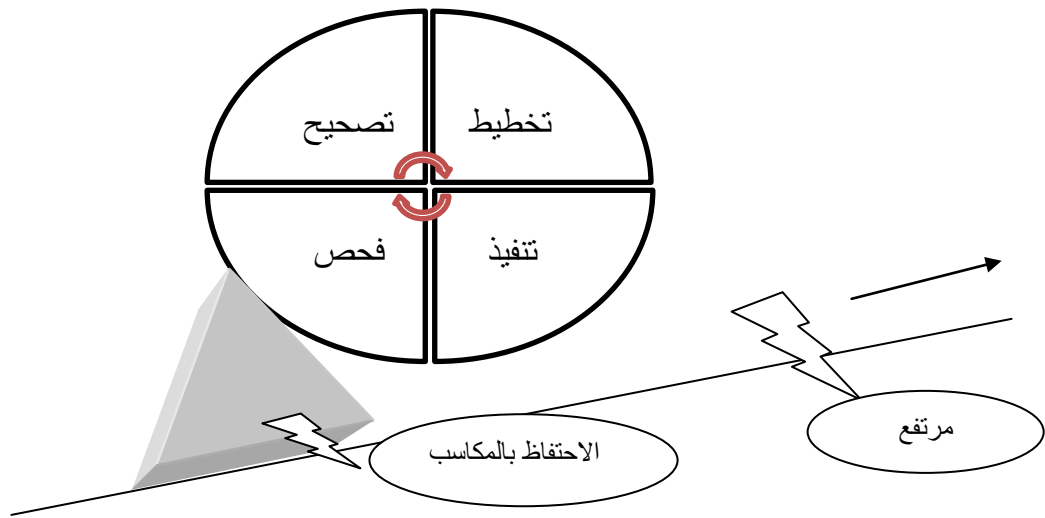 تخطيط
تصحيح
تنفيذ
فحص
مرتفع
الاحتفاظ بالمكاسب